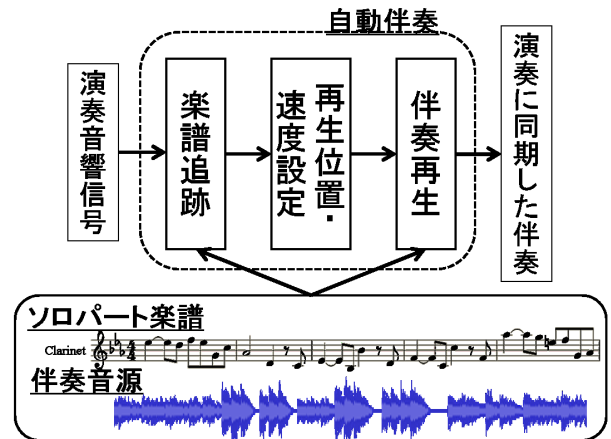 自動伴奏
演奏音響信号
楽譜追跡
再生位置・
速度設定
伴奏再生
演奏に同期した伴奏
ソロパート楽譜
Clarinet
伴奏音源